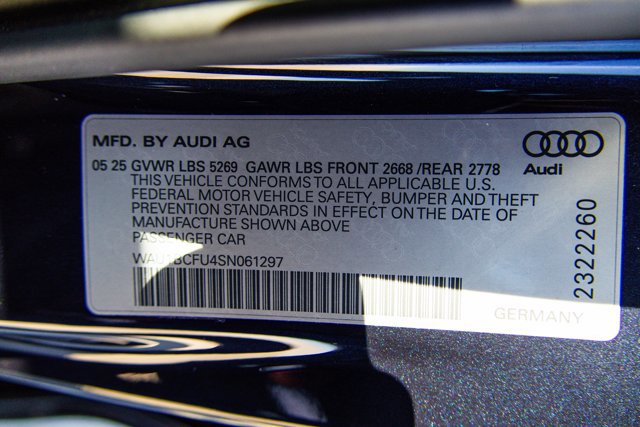 MFD. BY AUDI AG
05 25 GVWR LBS 5269 GAWR LBS FRONT 2668 /REAR 2778
THIS VEHICLE CONFORMS TO ALL APPLICABLE U.S.
FEDERAL MOTOR VEHICLE SAFETY, BUMPER AND THEFT
PREVENTION STANDARDS IN EFFECT ON THE DATE OF
MANUFACTURE SHOWN ABOVE
PASSENGER CAR
WAU1BCFU4SN061297
Audi
2322260
GERMANY